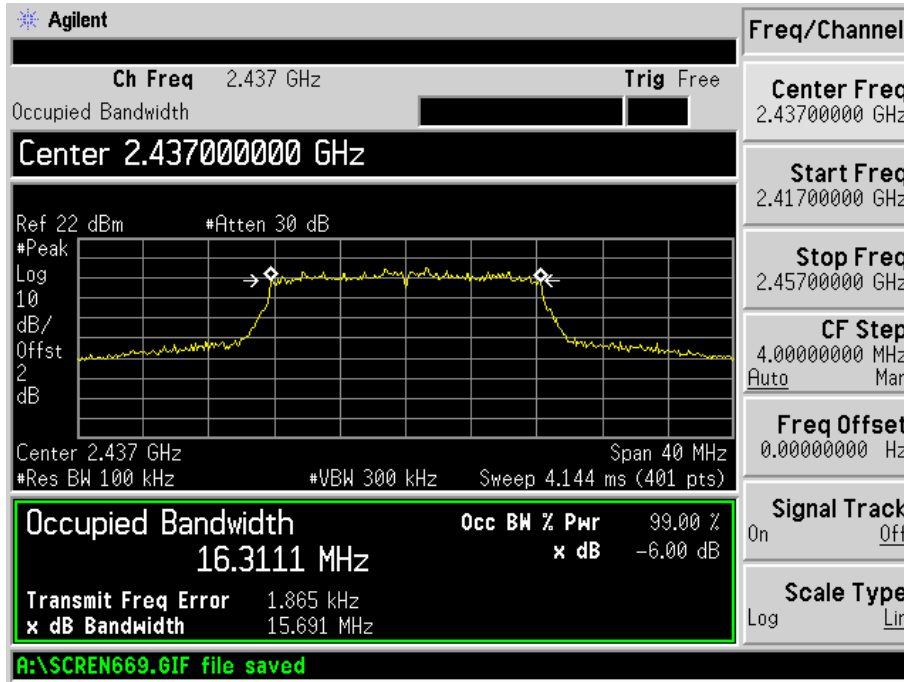 Agilent
Ch Freq 2.437 GHz Trig Free
Occupied Bandwidth
Center 2.437000000 GHz
Ref 22 dBm #Atten 30 dB
#Peak
Log
10
dB/
Offst
2
dB
Center 2.437 GHz Span 40 MHz
#Res BW 100 kHz #VBW 300 kHz Sweep 4.144 ms (401 pts)
Occupied Bandwidth
16.3111 MHz
Occ BW % Pwr 99.00 %
x dB -6.00 dB
Transmit Freq Error 1.865 kHz
x dB Bandwidth 15.691 MHz
A:\SCREN669.GIF file saved
Freq/Channel
Center Freq
2.43700000 GHz
Start Freq
2.41700000 GHz
Stop Freq
2.45700000 GHz
CF Step
4.00000000 MHz
Auto Man
Freq Offset
0.00000000 Hz
Signal Track
On Off
Scale Type
Log Lin